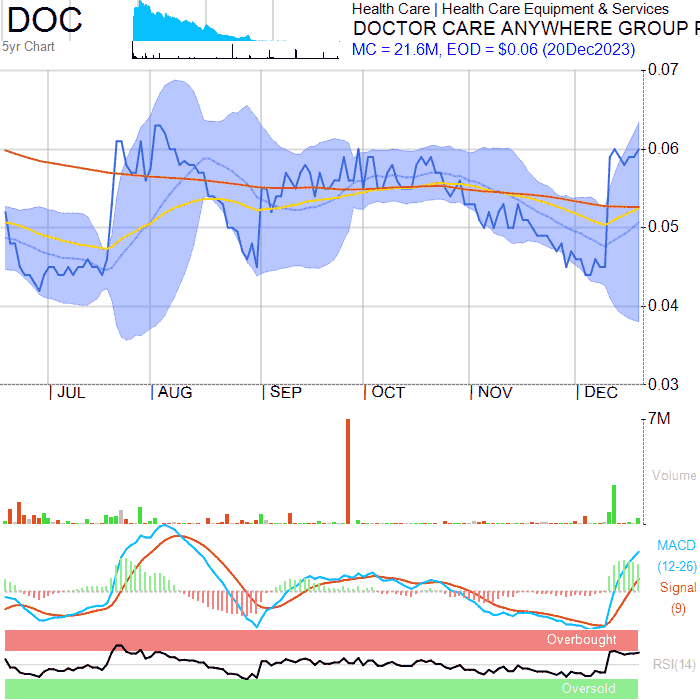 DOC
5yr Chart
Health Care | Health Care Equipment & Services
DOCTOR CARE ANYWHERE GROUP P
MC = 21.6M, EOD = $0.06 (20Dec2023)
0.07
0.06
0.05
0.04
0.03
JUL
AUG
SEP
OCT
NOV
DEC
7M
Volume
MACD
(12-26)
Signal
(9)
Overbought
RSI(14)
Oversold